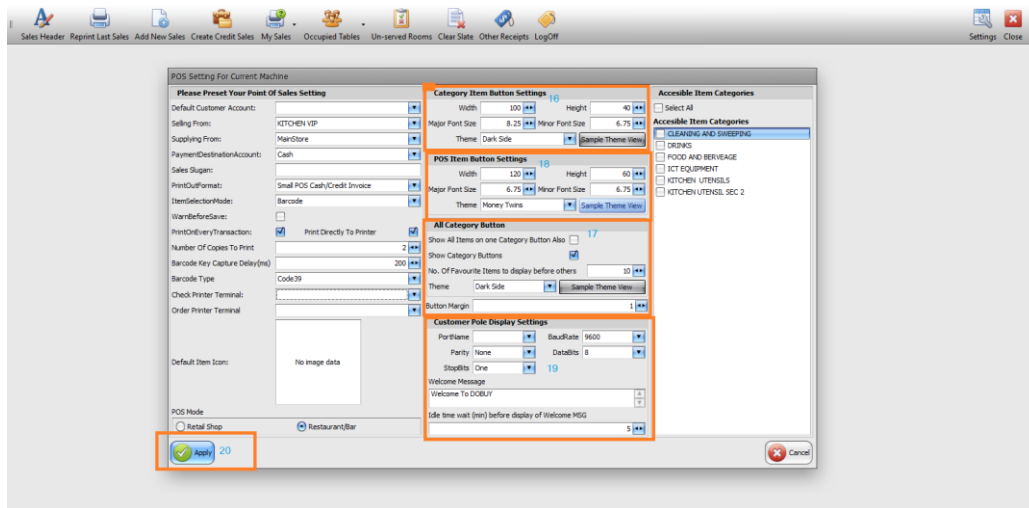 Sales Header Reprint Last Sales Add New Sales Create Credit Sales My Sales Occupied Tables Un-served Rooms Clear Slate Other Receipts LogOff Settings Close
POS Setting For Current Machine
Please Preset Your Point Of Sales Setting
Default Customer Account:
Selling From: KITCHEN VIP
Supplying From: MainStore
PaymentDestinationAccount: Cash
Sales Slugan:
PrintOutFormat: Small POS Cash/Credit Invoice
ItemSelectionMode: Barcode
WarnBeforeSave:
PrintOnEveryTransaction: Print Directly To Printer
Number Of Copies To Print 2
Barcode Key Capture Delay(ms) 200
Barcode Type Code39
Check Printer Terminal:
Order Printer Terminal
Default Item Icon: No image data
POS Mode
Retail Shop Restaurant/Bar
Apply 20
Category Item Button Settings
16
Width 100 Height 40
Major Font Size 8.25 Minor Font Size 6.75
Theme Dark Side Sample Theme View
POS Item Button Settings
18
Width 120 Height 60
Major Font Size 6.75 Minor Font Size 6.75
Theme Money Twins Sample Theme View
All Category Button
17
Show All Items on one Category Button Also
Show Category Buttons
No. Of Favourite Items to display before others 10
Theme Dark Side Sample Theme View
Button Margin 1
Customer Pole Display Settings
PortName BaudRate 9600
Parity None DataBits 8
StopBits One 19
Welcome Message
Welcome To DOBUY
Idle time wait (min) before display of Welcome MSG
5
Accesible Item Categories
Select All
Accesible Item Categories
CLEANING AND SWEEPING
DRINKS
FOOD AND BERVEAGE
ICT EQUIPMENT
KITCHEN UTENSILS
KITCHEN UTENSIL SEC 2
Cancel